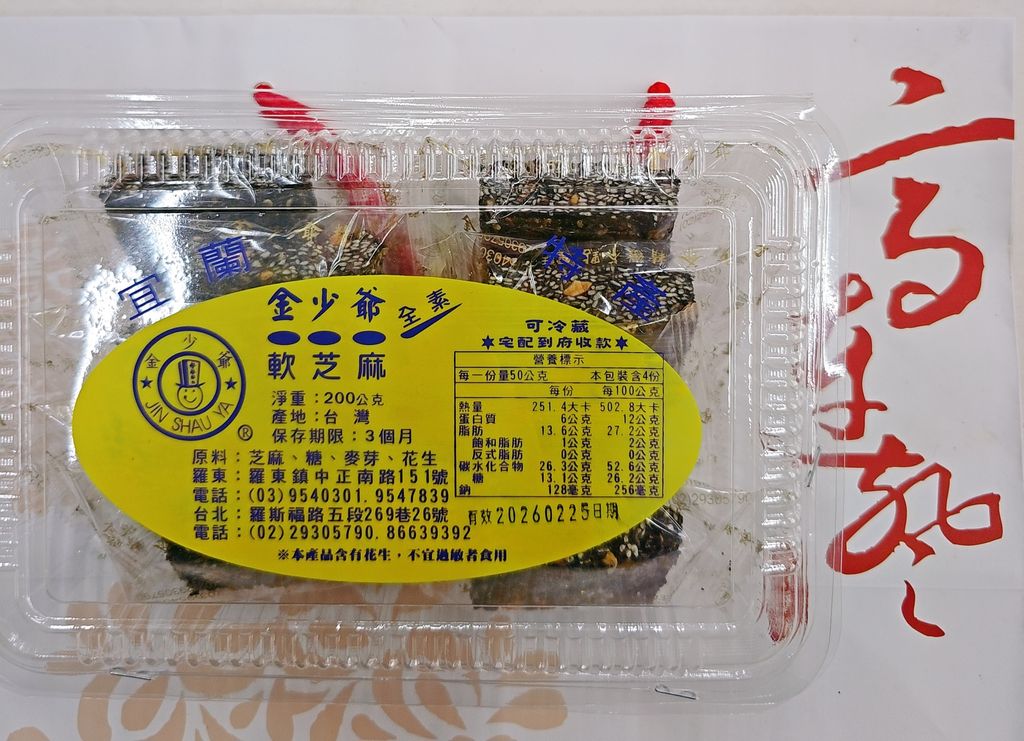 宜蘭 特產
金少爺 全素
軟芝麻
金少爺
JIN SHAU YA
®
淨重：200公克
產地：台灣
保存期限：3個月
原料：芝麻、糖、麥芽、花生
羅東：羅東鎮中正南路151號
電話：(03)9540301. 9547839
台北：羅斯福路五段269巷26號
電話：(02)29305790. 86639392
※本產品含有花生，不宜過敏者食用
可冷藏
★宅配到府收款★
營養標示
每一份量50公克 本包裝含4份
每份 每100公克
熱量 251.4大卡 502.8大卡
蛋白質 6公克 12公克
脂肪 13.6公克 27.2公克
飽和脂肪 1公克 2公克
反式脂肪 0公克 0公克
碳水化合物 26.3公克 52.6公克
糖 13.1公克 26.2公克
鈉 128毫克 256毫克
有效20260225日期